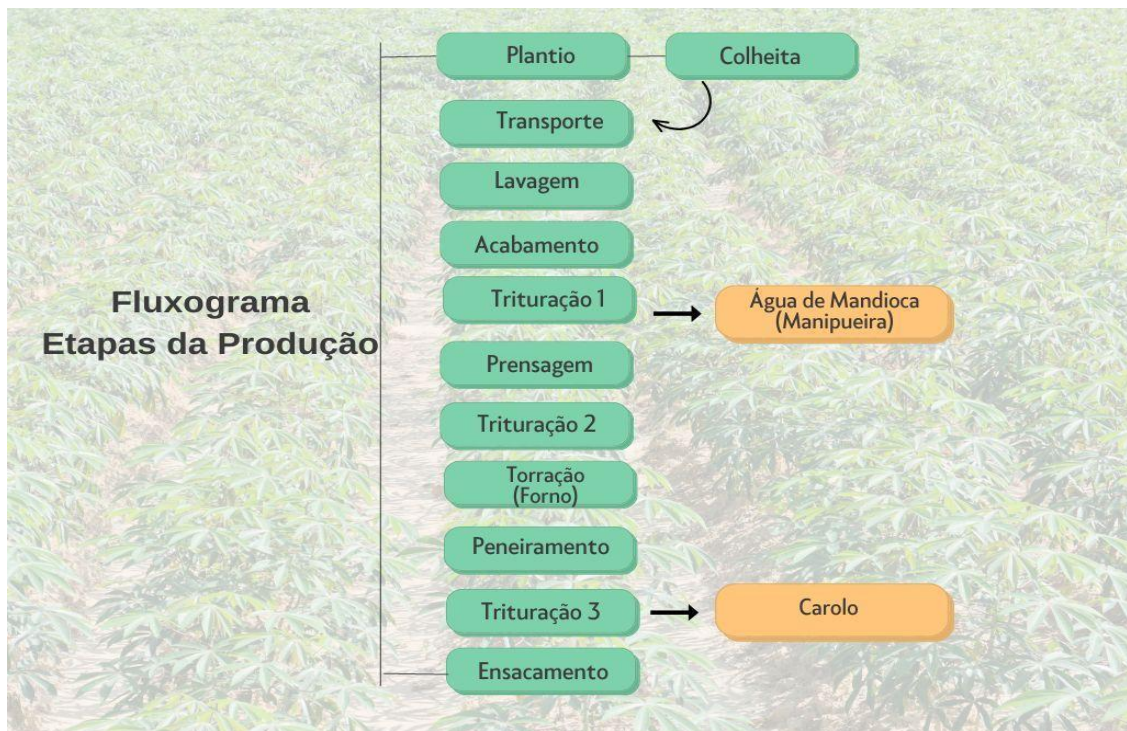 Fluxograma
Etapas da Produção
Plantio
Colheita
Transporte
Lavagem
Acabamento
Trituração 1
Água de Mandioca
(Manipueira)
Prensagem
Trituração 2
Torração
(Forno)
Peneiramento
Trituração 3
Carolo
Ensacamento